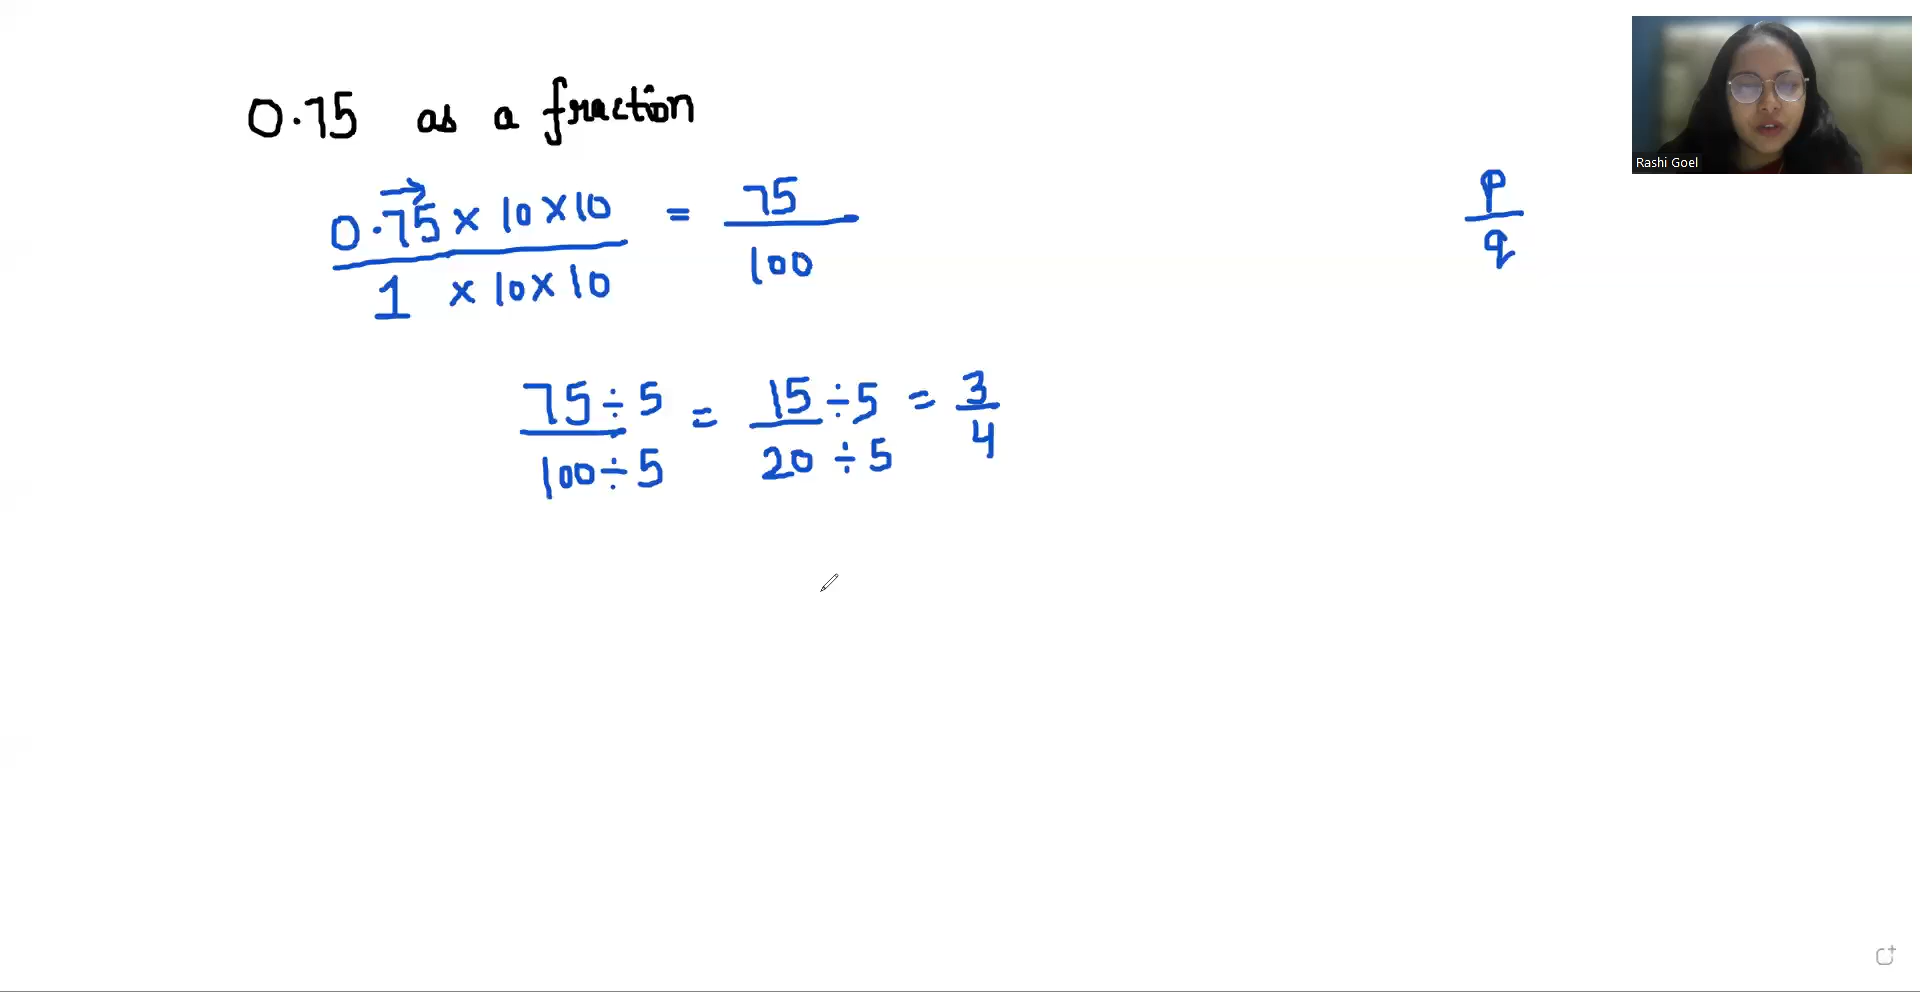 0.75 as a fraction
0.75 × 10 × 10 = 75
1 × 10 × 10 100
75 ÷ 5 = 15 ÷ 5 = 3
100 ÷ 5 20 ÷ 5 4
p
q
Rashi Goel